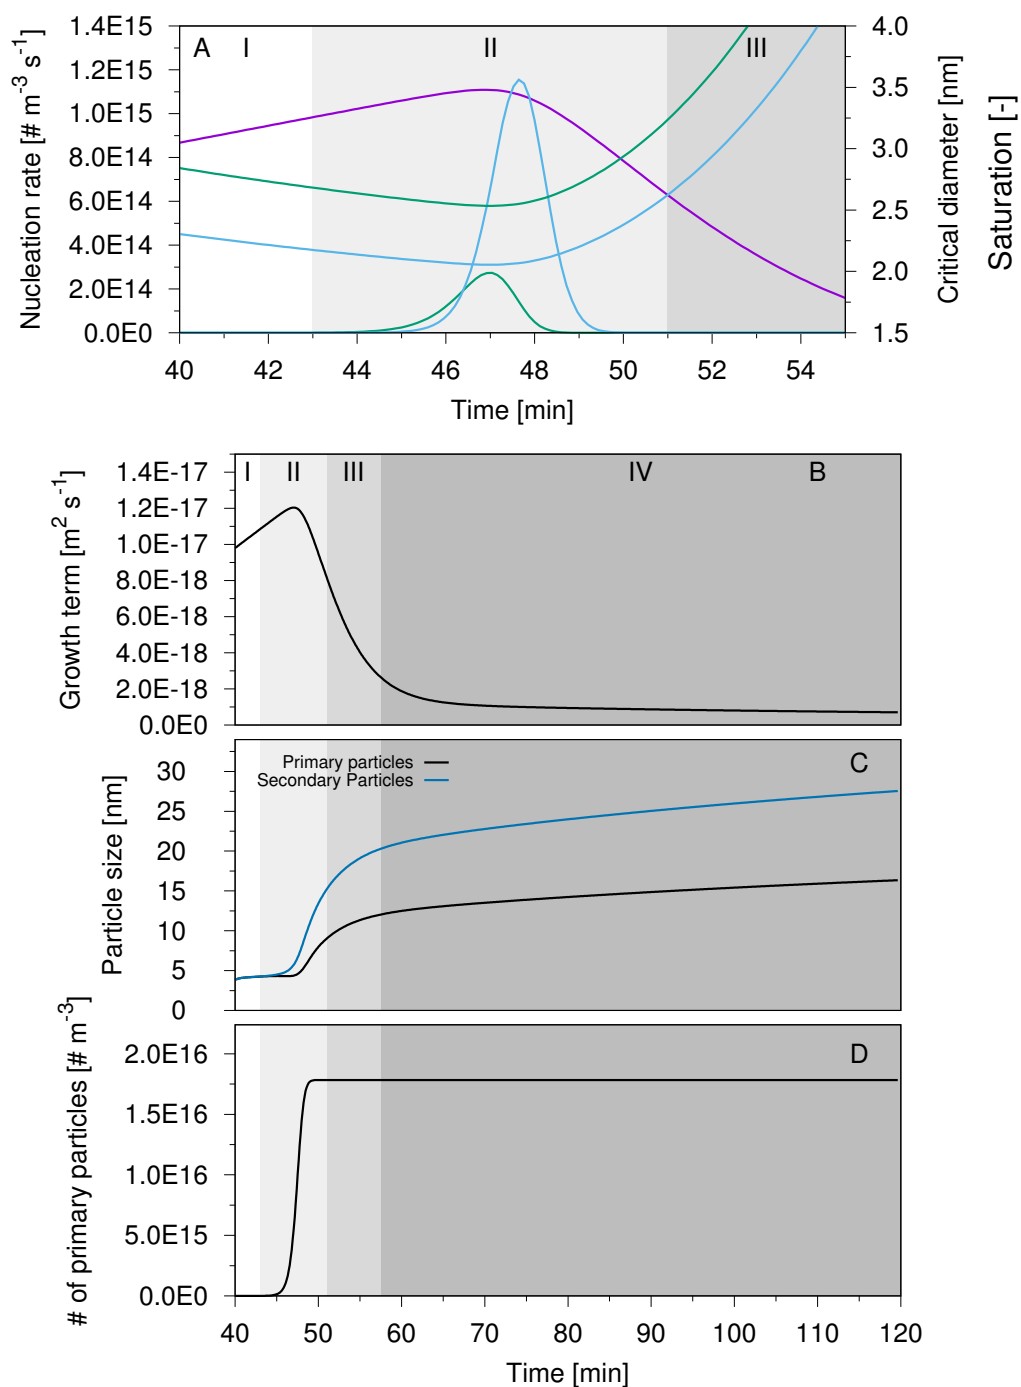 Nucleation rate [# m-3 s-1]
1.4E15
1.2E15
1.0E15
8.0E14
6.0E14
4.0E14
2.0E14
0.0E0
A I II III
4.0
3.5
3.0
2.5
2.0
1.5
Critical diameter [nm]
Saturation [-]
40 42 44 46 48 50 52 54
Time [min]
Growth term [m2 s-1]
1.4E-17
1.2E-17
1.0E-17
8.0E-18
6.0E-18
4.0E-18
2.0E-18
0.0E0
I II III IV B
Particle size [nm]
30
25
20
15
10
5
0
Primary particles
Secondary Particles
C
# of primary particles [# m-3]
2.0E16
1.5E16
1.0E16
5.0E15
0.0E0
D
40 50 60 70 80 90 100 110 120
Time [min]